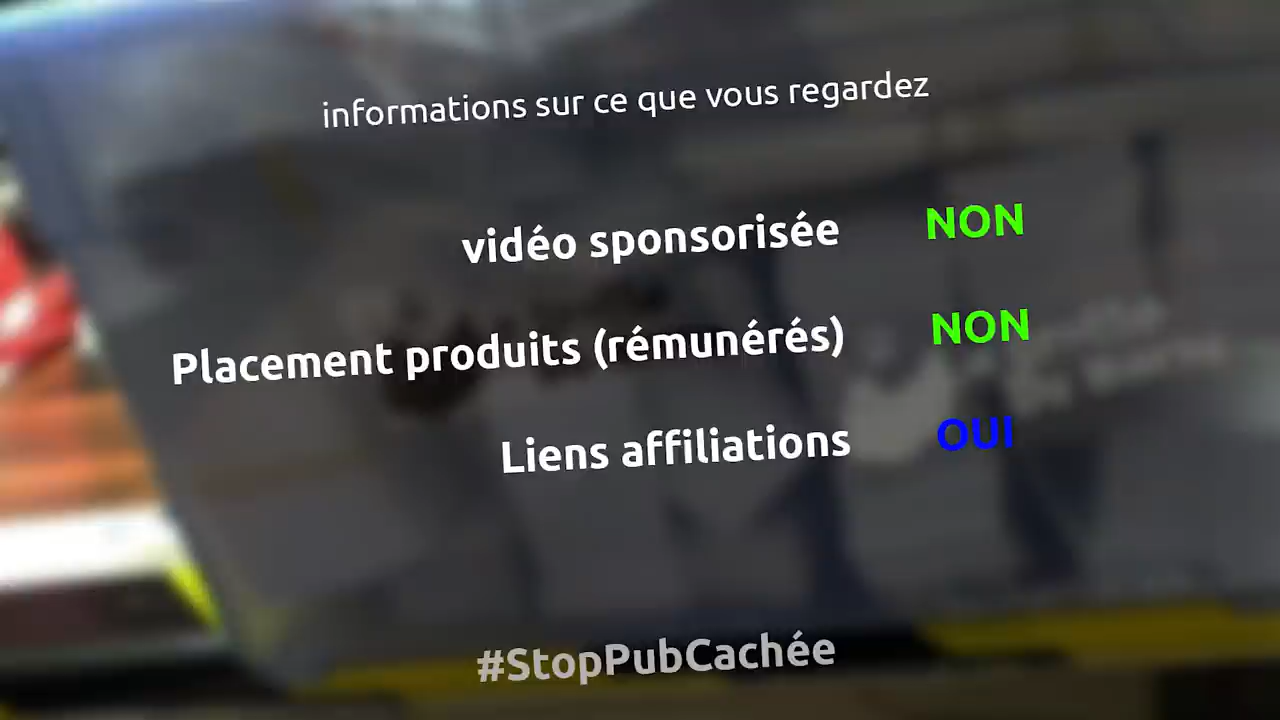 informations sur ce que vous regardez
vidéo sponsorisée NON
Placement produits (rémunérés) NON
Liens affiliations OUI
#StopPubCachée